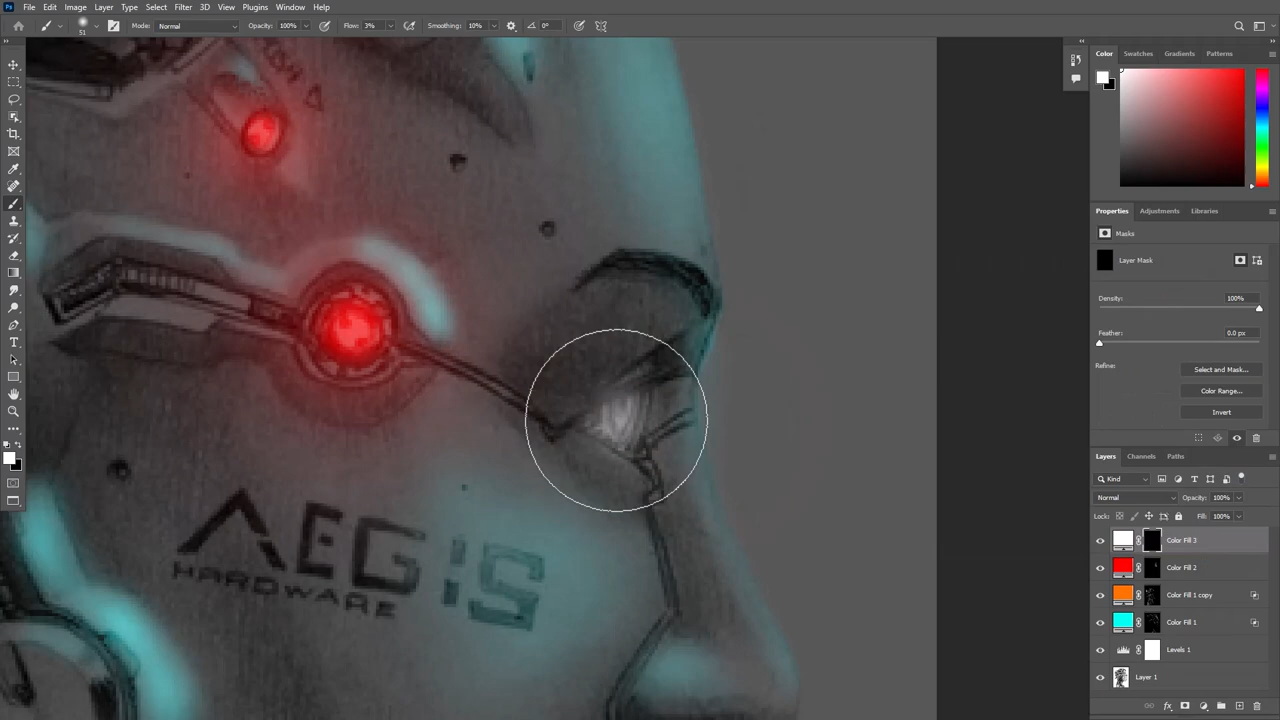 Ps File Edit Image Layer Type Select Filter 3D View Plugins Window Help
51 Mode: Normal Opacity: 100% Flow: 3% Smoothing: 10% 0°
Color Swatches Gradients Patterns
Properties Adjustments Libraries
Masks
Layer Mask
Density: 100%
Feather: 0.0 px
Refine: Select and Mask...
Color Range...
Invert
Layers Channels Paths
Kind
Normal Opacity: 100%
Lock: Fill: 100%
Color Fill 3
Color Fill 2
Color Fill 1 copy
Color Fill 1
Levels 1
Layer 1
AEGIS
HARDWARE